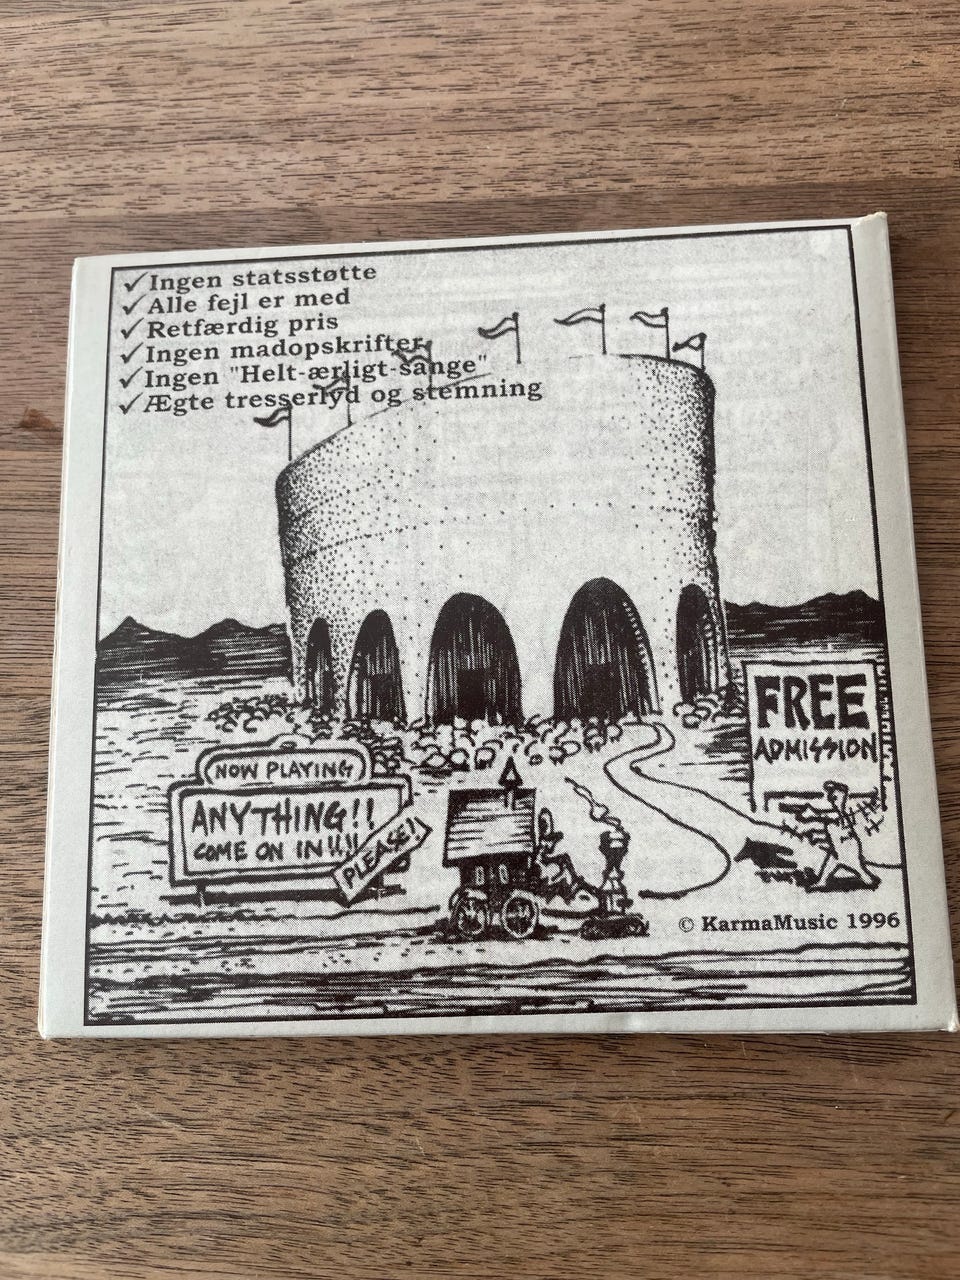 ✓Ingen statsstøtte
✓Alle fejl er med
✓Retfærdig pris
✓Ingen madopskrifter
✓Ingen "Helt-ærligt-sange"
✓Ægte tresserlyd og stemning
FREE
ADMISSION
NOW PLAYING
ANYTHING!!
COME ON IN!!!!
PLEASE!!
© KarmaMusic 1996